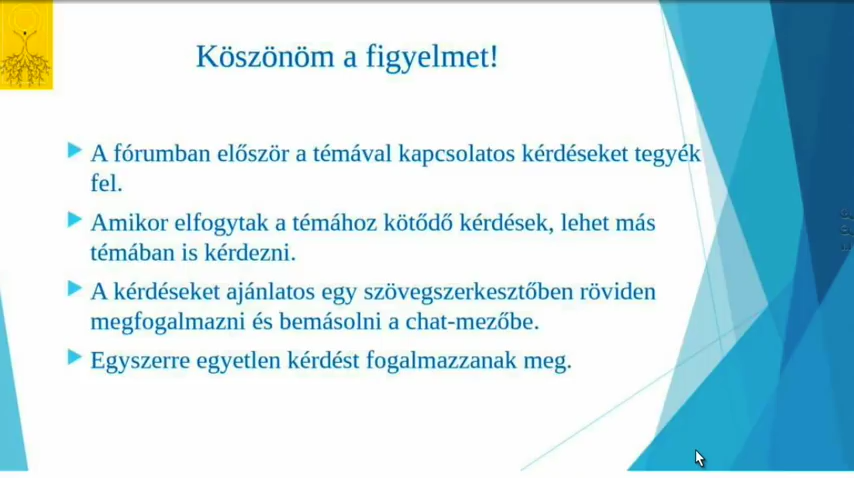 Köszönöm a figyelmet!
A fórumban először a témával kapcsolatos kérdéseket tegyék
fel.
Amikor elfogytak a témához kötődő kérdések, lehet más
témában is kérdezni.
A kérdéseket ajánlatos egy szövegszerkesztőben röviden
megfogalmazni és bemásolni a chat-mezőbe.
Egyszerre egyetlen kérdést fogalmazzanak meg.